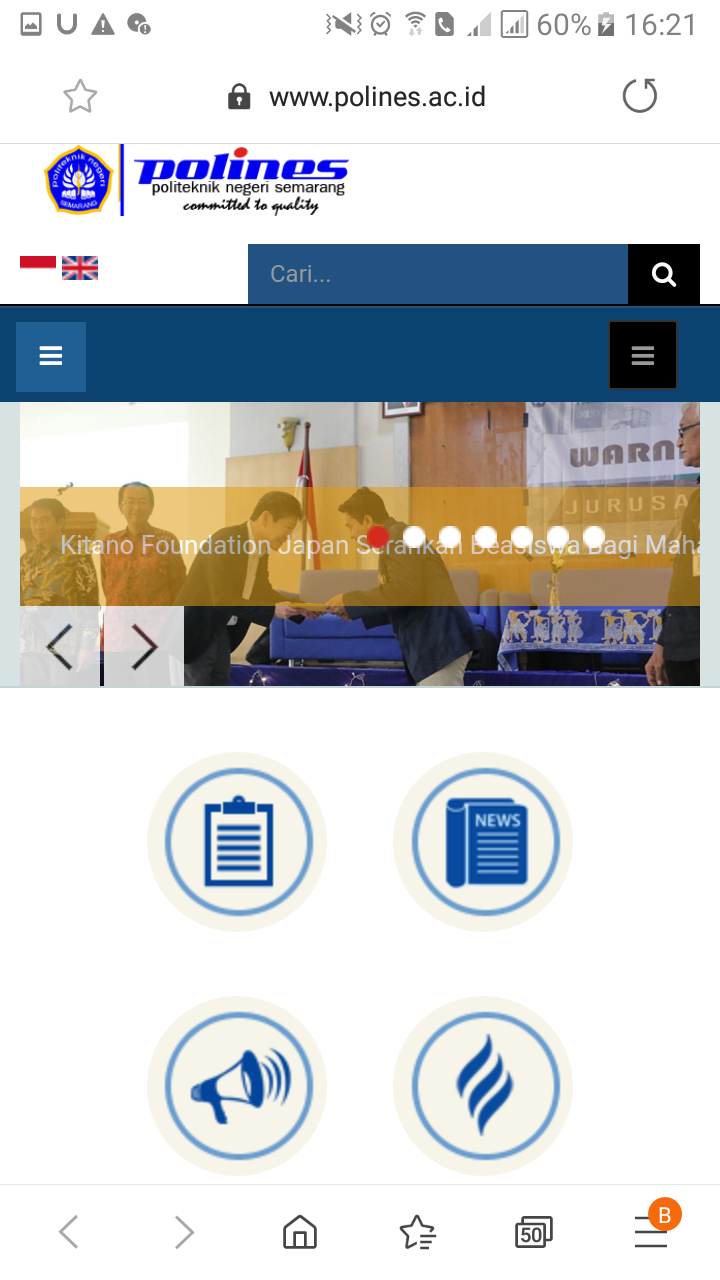 60% 16:21
www.polines.ac.id
politeknik negeri
SEMARANG
polines
politeknik negeri semarang
committed to quality
Cari...
WARN
JURUSA
Kitano Foundation Japan Serahkan Beasiswa Bagi Maha
NEWS
50
B